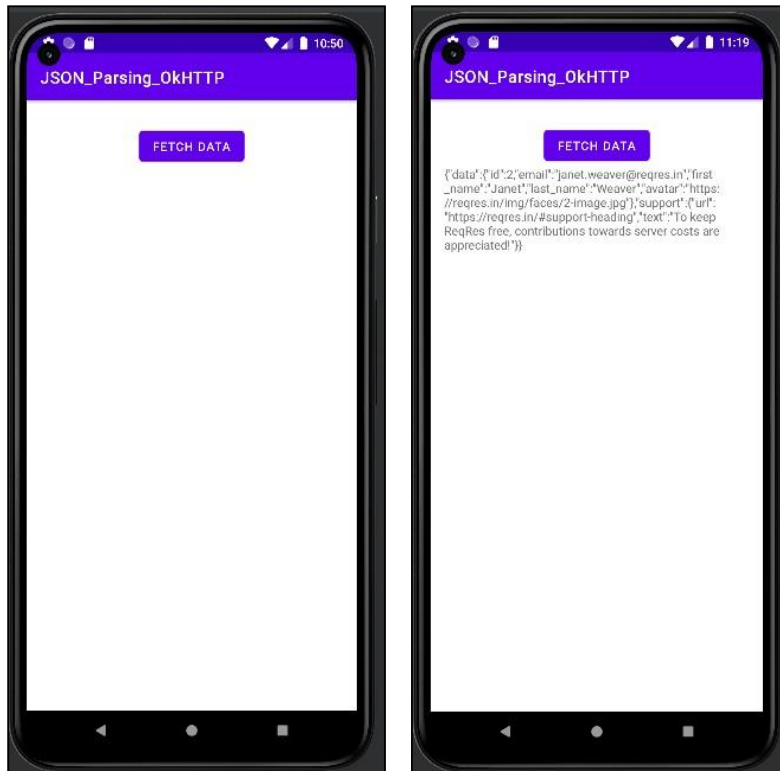 10:50
JSON_Parsing_OkHTTP
FETCH DATA
11:19
JSON_Parsing_OkHTTP
FETCH DATA
{"data":{"id":2,"email":"janet.weaver@reqres.in","first
_name":"Janet","last_name":"Weaver","avatar":"https:
//reqres.in/img/faces/2-image.jpg"},"support":{"url":
"https://reqres.in/#support-heading","text":"To keep
ReqRes free, contributions towards server costs are
appreciated!"}}